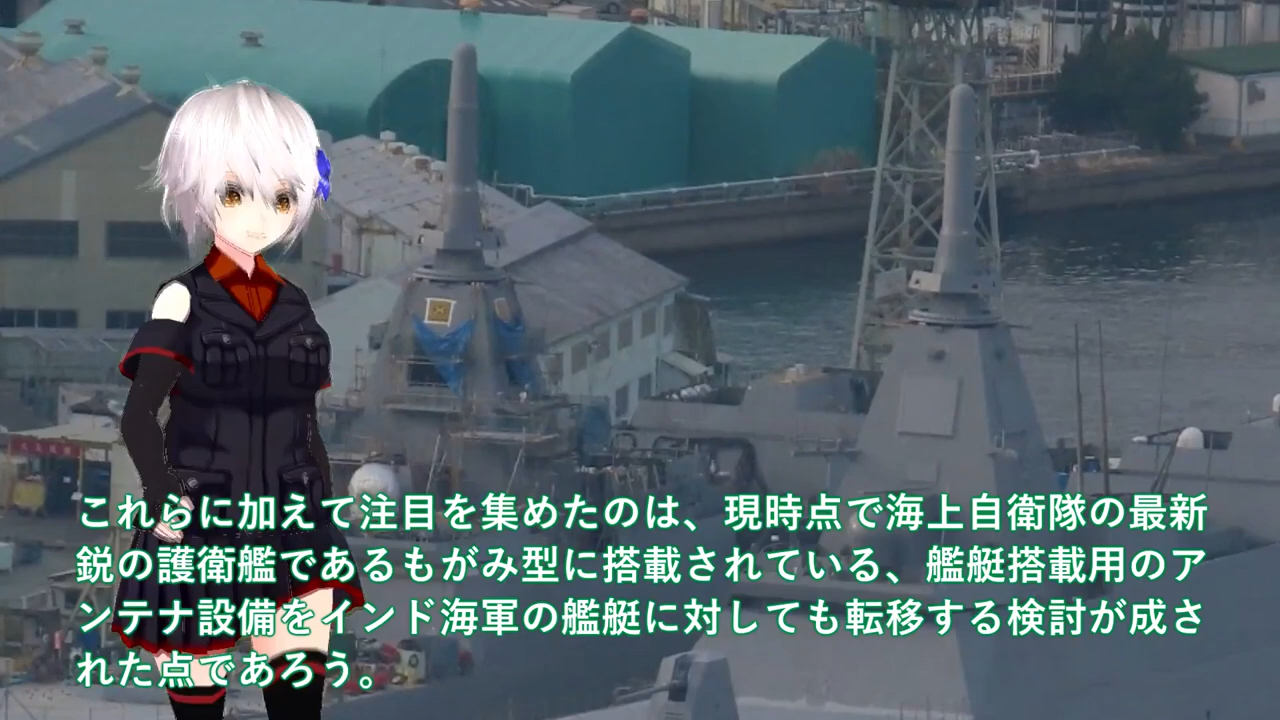 これらに加えて注目を集めたのは、現時点で海上自衛隊の最新
鋭の護衛艦であるもがみ型に搭載されている、艦艇搭載用のア
ンテナ設備をインド海軍の艦艇に対しても転移する検討が成さ
れた点であろう。